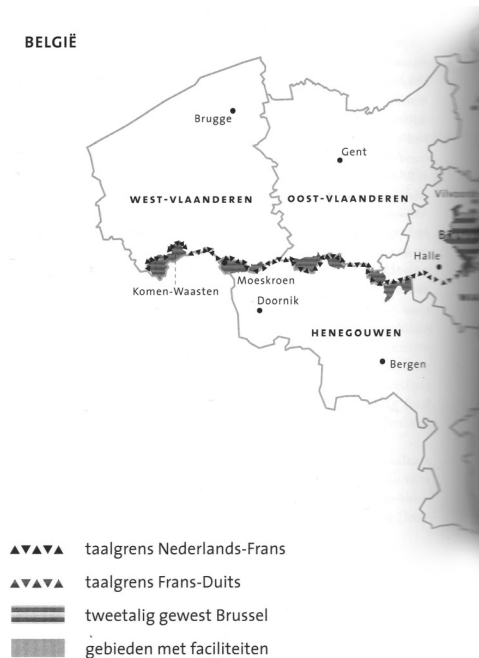 BELGIË
Brugge
Gent
WEST-VLAANDEREN
OOST-VLAANDEREN
Halle
Komen-Waasten
Moeskroen
Doornik
HENEGOUWEN
Bergen
taalgrens Nederlands-Frans
taalgrens Frans-Duits
tweetalig gewest Brussel
gebieden met faciliteiten